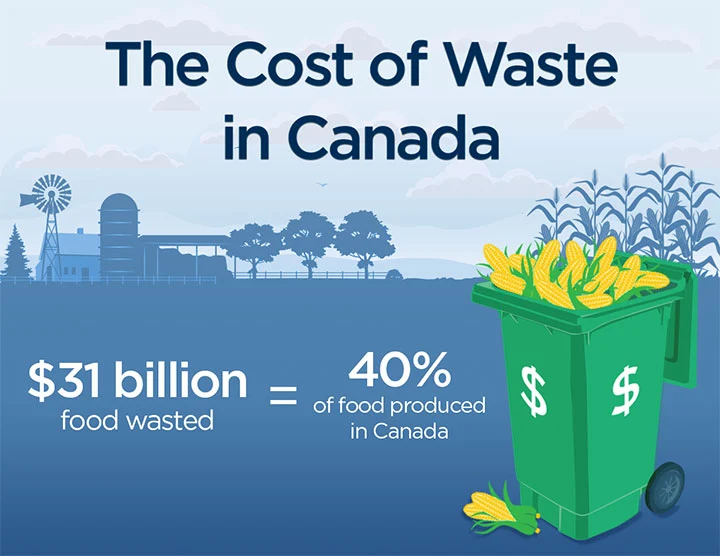 The Cost of Waste
in Canada
$31 billion
food wasted
=
40%
of food produced
in Canada
$ $